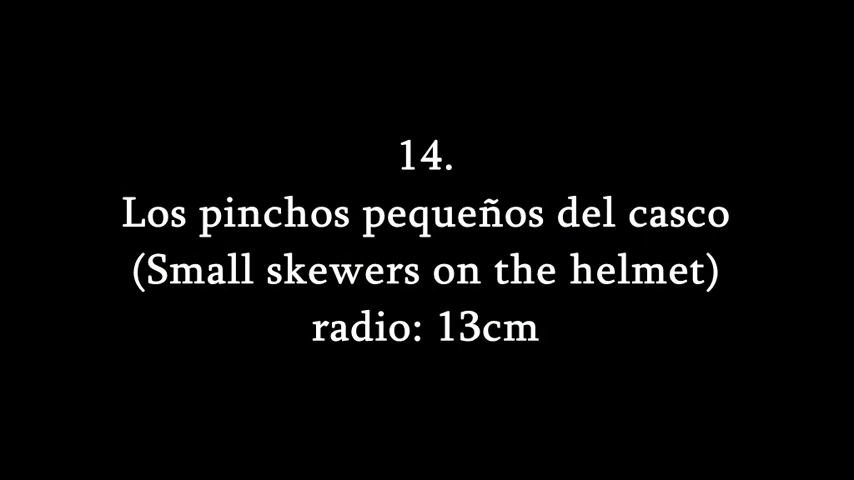 14.
Los pinchos pequeños del casco
(Small skewers on the helmet)
radio: 13cm